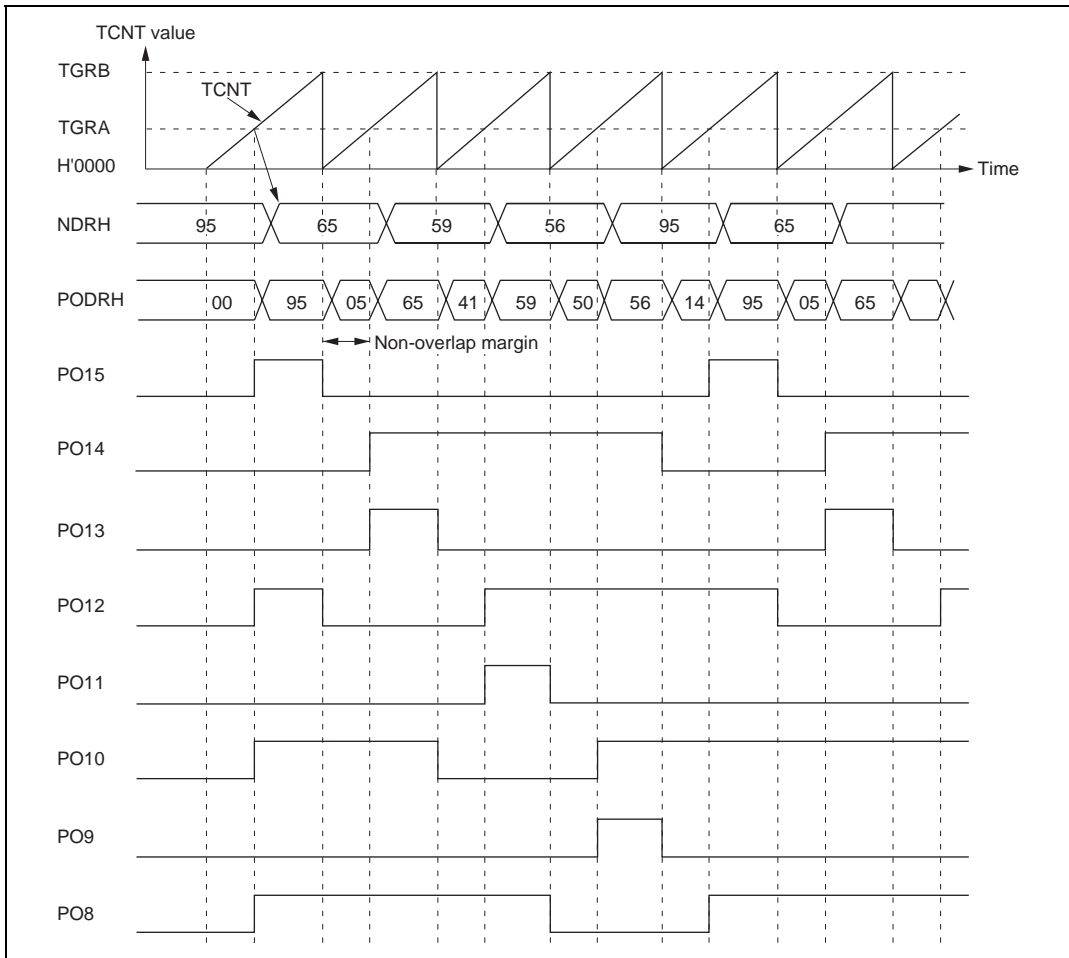 TCNT value
TGRB
TCNT
TGRA
H'0000
Time
NDRH 95 65 59 56 95 65
PODRH 00 95 05 65 41 59 50 56 14 95 05 65
Non-overlap margin
PO15
PO14
PO13
PO12
PO11
PO10
PO9
PO8